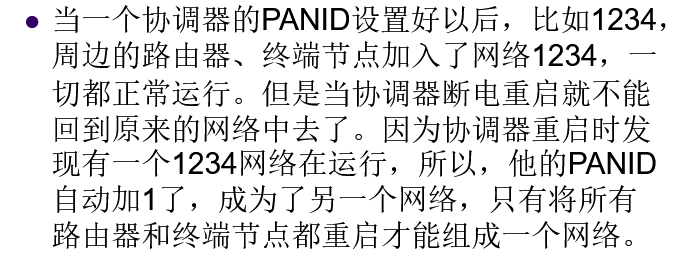 ● 当一个协调器的PANID设置好以后，比如1234，
周边的路由器、终端节点加入了网络1234，一
切都正常运行。但是当协调器断电重启就不能
回到原来的网络中去了。因为协调器重启时发
现有一个1234网络在运行，所以，他的PANID
自动加1了，成为了另一个网络，只有将所有
路由器和终端节点都重启才能组成一个网络。